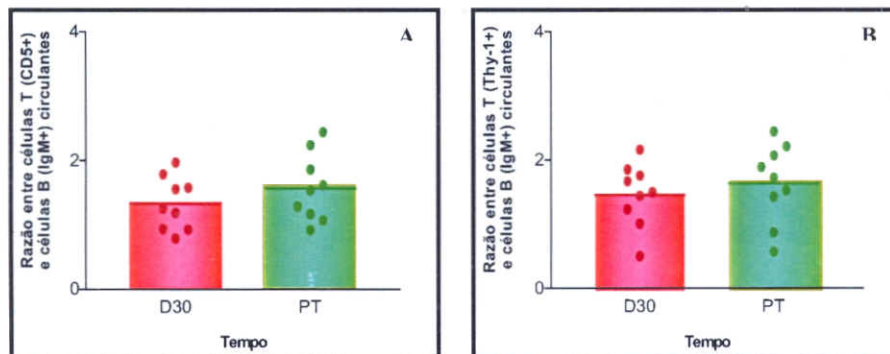 A
Razão entre células T (CD5+)
e células B (IgM+) circulantes
4
2
0
D30 PT
Tempo
B
Razão entre células T (Thy-1+)
e células B (IgM+) circulantes
4
2
0
D30 PT
Tempo